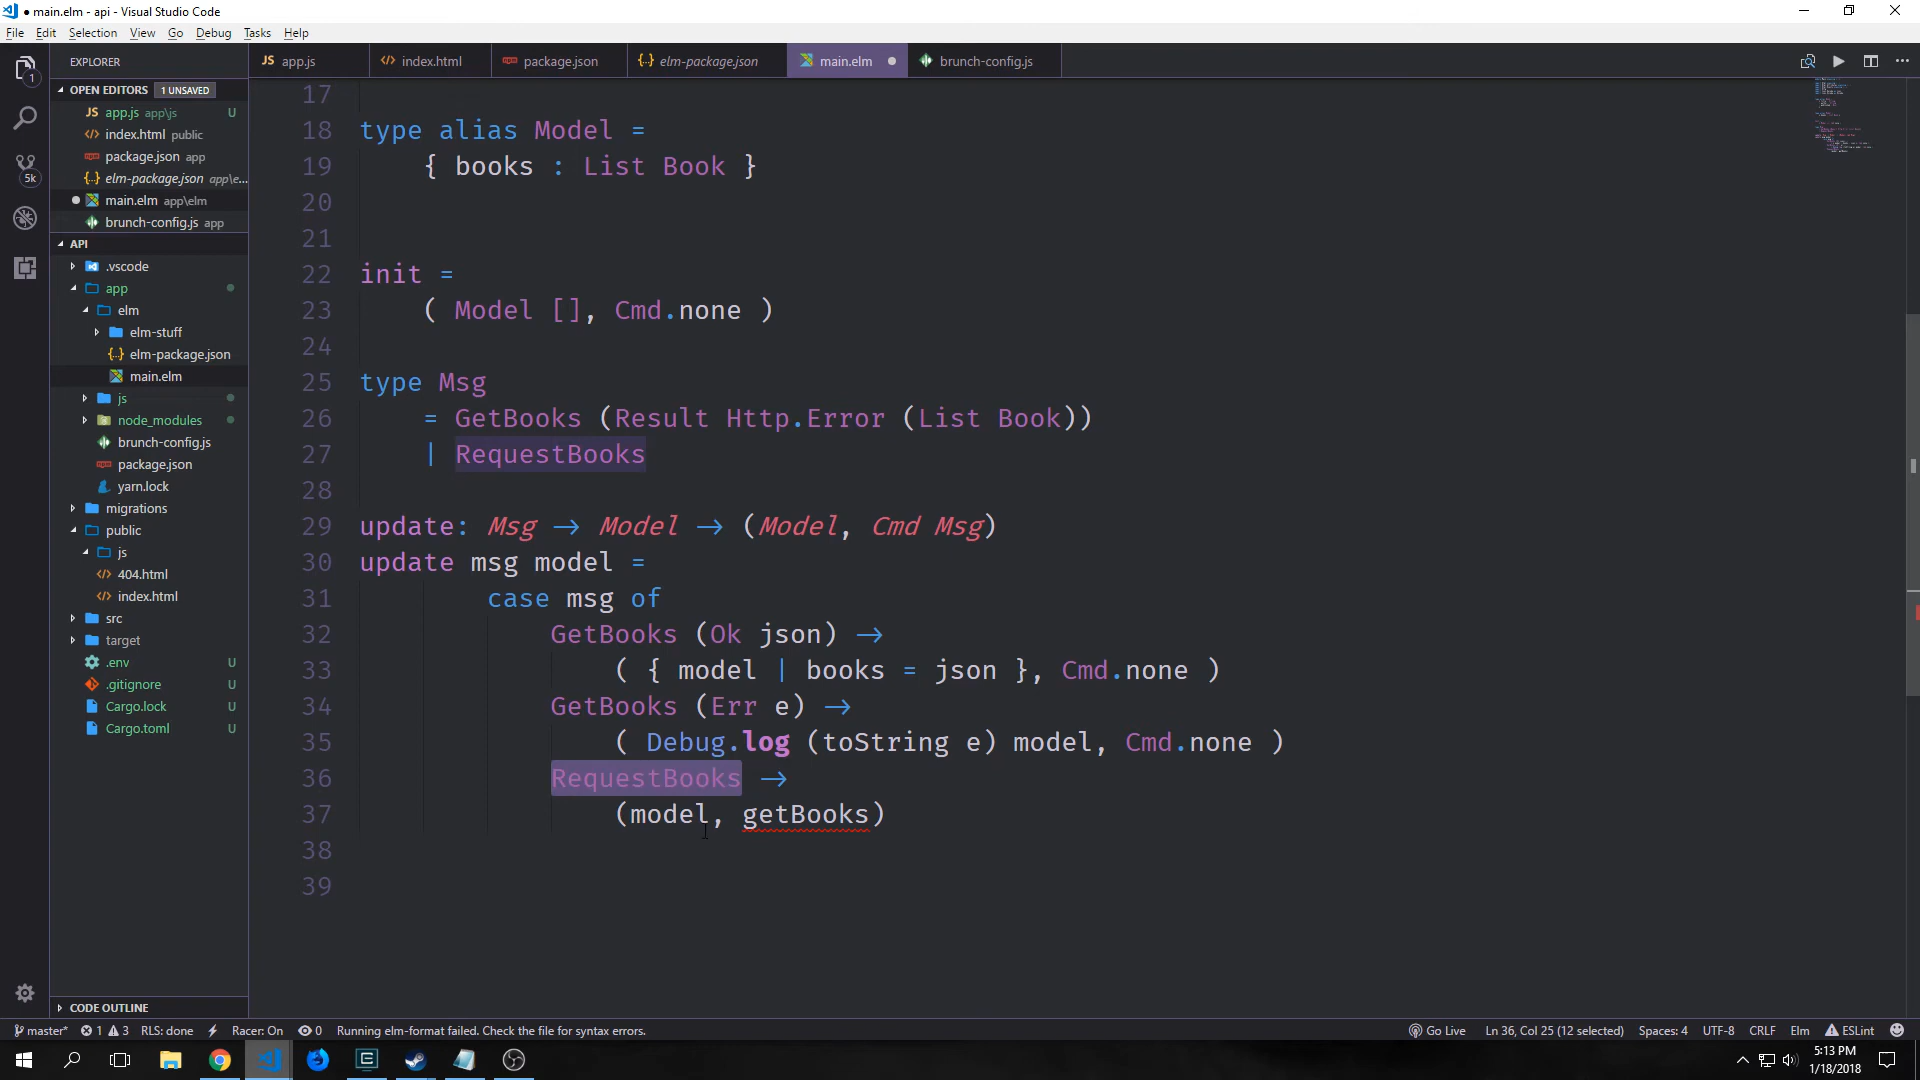 main.elm - api - Visual Studio Code
File Edit Selection View Go Debug Tasks Help
EXPLORER
OPEN EDITORS 1 UNSAVED
JS app.js app\js U
index.html public
package.json app
{·} elm-package.json app\e...
main.elm app\elm
brunch-config.js app
API
.vscode
app
elm
elm-stuff
{·} elm-package.json
main.elm
js
node_modules
brunch-config.js
package.json
yarn.lock
migrations
public
js
404.html
index.html
src
target
.env U
.gitignore U
Cargo.lock U
Cargo.toml U
CODE OUTLINE
1
5k
JS app.js index.html package.json {·} elm-package.json main.elm brunch-config.js
17
18 type alias Model =
19 { books : List Book }
20
21
22 init =
23 ( Model [], Cmd.none )
24
25 type Msg
26 = GetBooks (Result Http.Error (List Book))
27 | RequestBooks
28
29 update: Msg → Model → (Model, Cmd Msg)
30 update msg model =
31 case msg of
32 GetBooks (Ok json) →
33 ( { model | books = json }, Cmd.none )
34 GetBooks (Err e) →
35 ( Debug.log (toString e) model, Cmd.none )
36 RequestBooks →
37 (model, getBooks)
38
39
master* 1 3 RLS: done Racer: On 0 Running elm-format failed. Check the file for syntax errors. Go Live Ln 36, Col 25 (12 selected) Spaces: 4 UTF-8 CRLF Elm ESLint
5:13 PM
1/18/2018